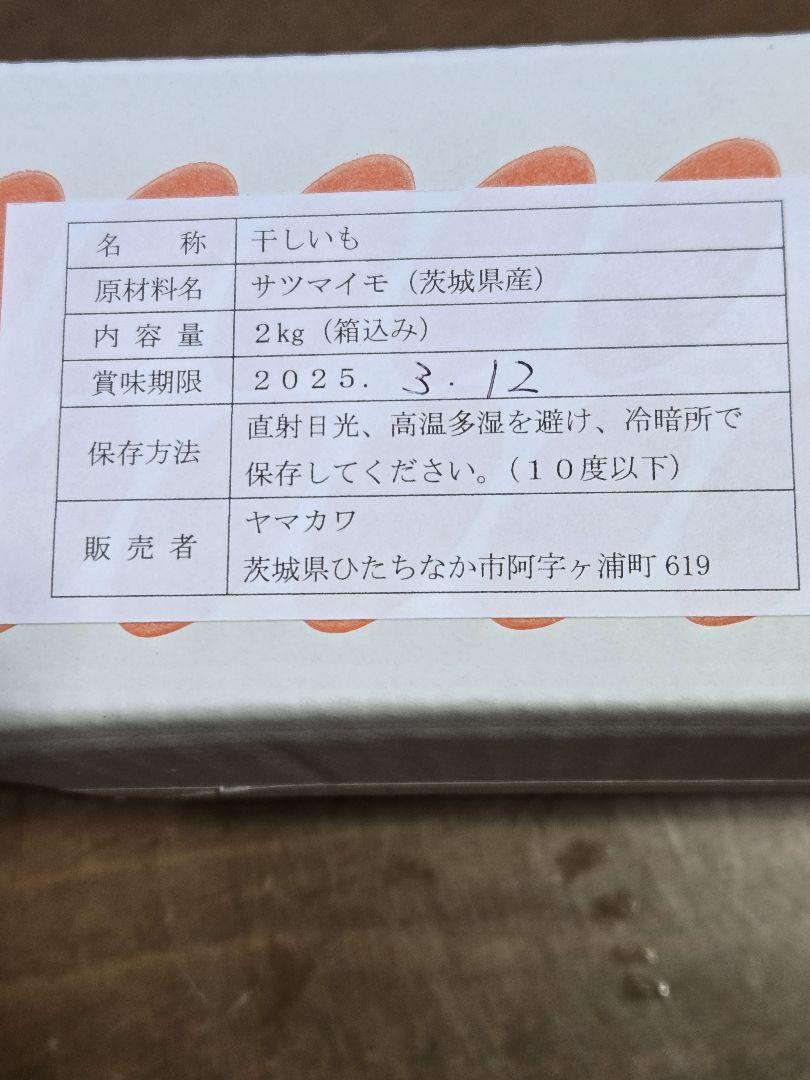 名　称 干しいも
原材料名 サツマイモ（茨城県産）
内容量 ２kg（箱込み）
賞味期限 ２０２５．３．１２
保存方法 直射日光、高温多湿を避け、冷暗所で
保存してください。（１０度以下）
販売者 ヤマカワ
茨城県ひたちなか市阿字ヶ浦町 619